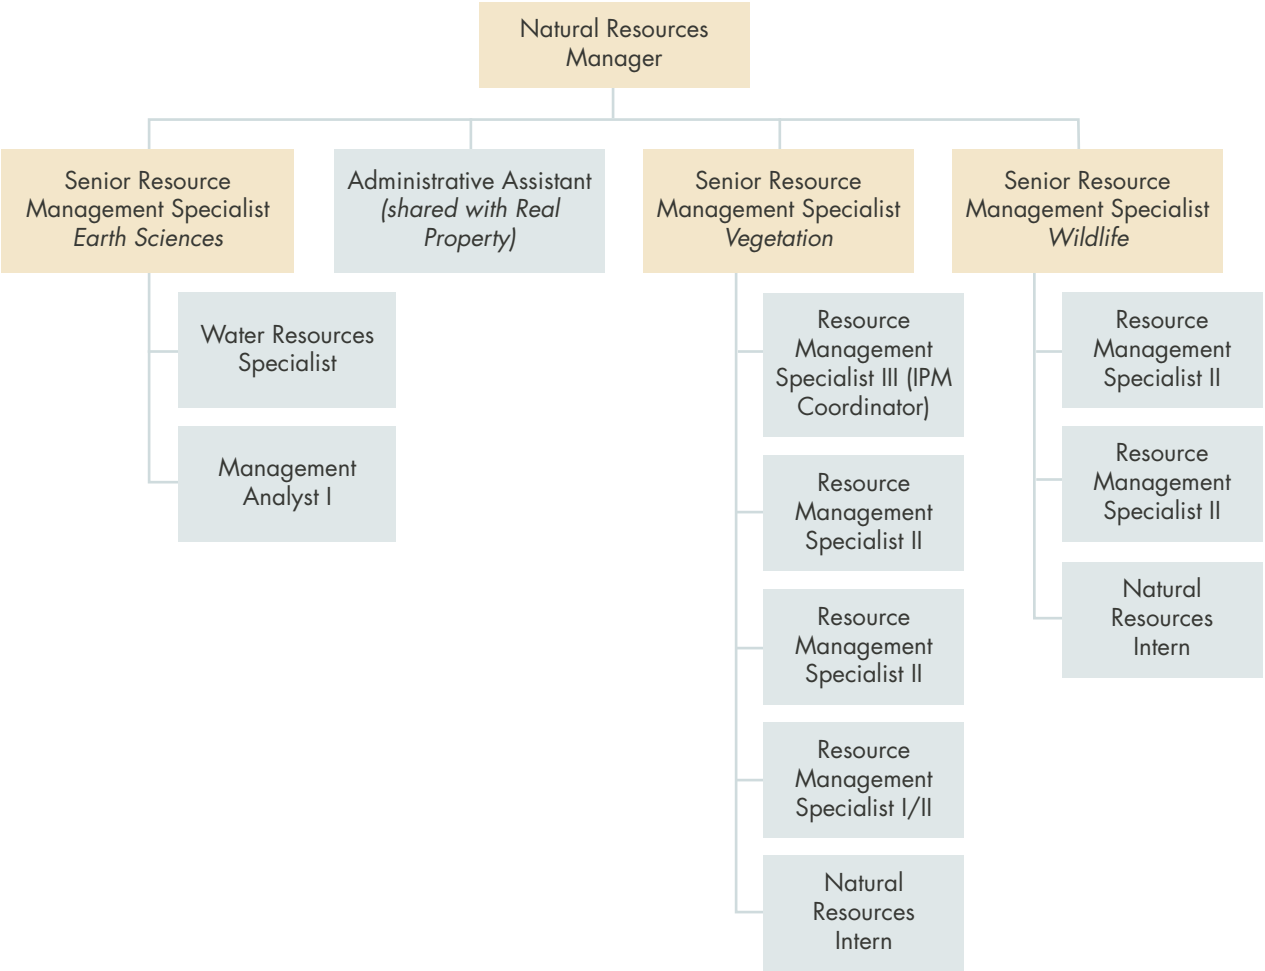 Natural Resources
Manager
Senior Resource
Management Specialist
Earth Sciences
Administrative Assistant
(shared with Real
Property)
Senior Resource
Management Specialist
Vegetation
Senior Resource
Management Specialist
Wildlife
Water Resources
Specialist
Management
Analyst I
Resource
Management
Specialist III (IPM
Coordinator)
Resource
Management
Specialist II
Resource
Management
Specialist II
Resource
Management
Specialist I/II
Natural
Resources
Intern
Resource
Management
Specialist II
Resource
Management
Specialist II
Natural
Resources
Intern